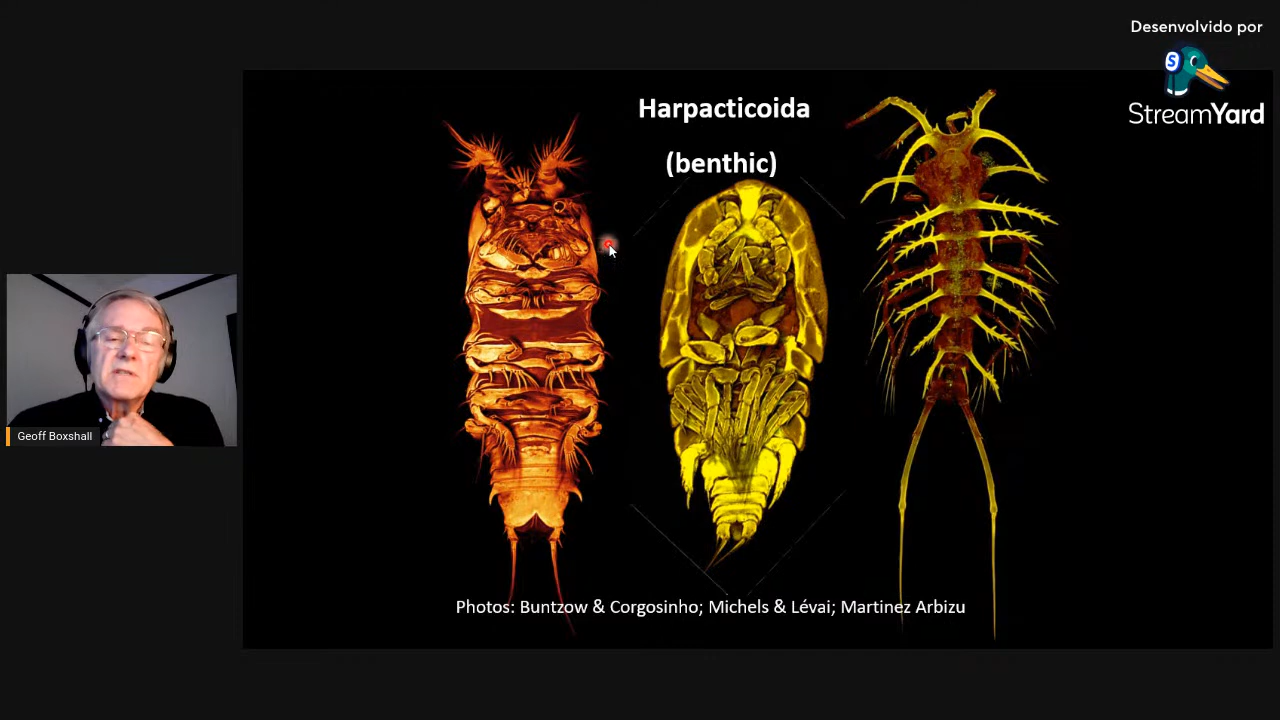 Desenvolvido por
S
StreamYard
Harpacticoida
(benthic)
Geoff Boxshall
Photos: Buntzow & Corgosinho; Michels & Lévai; Martinez Arbizu